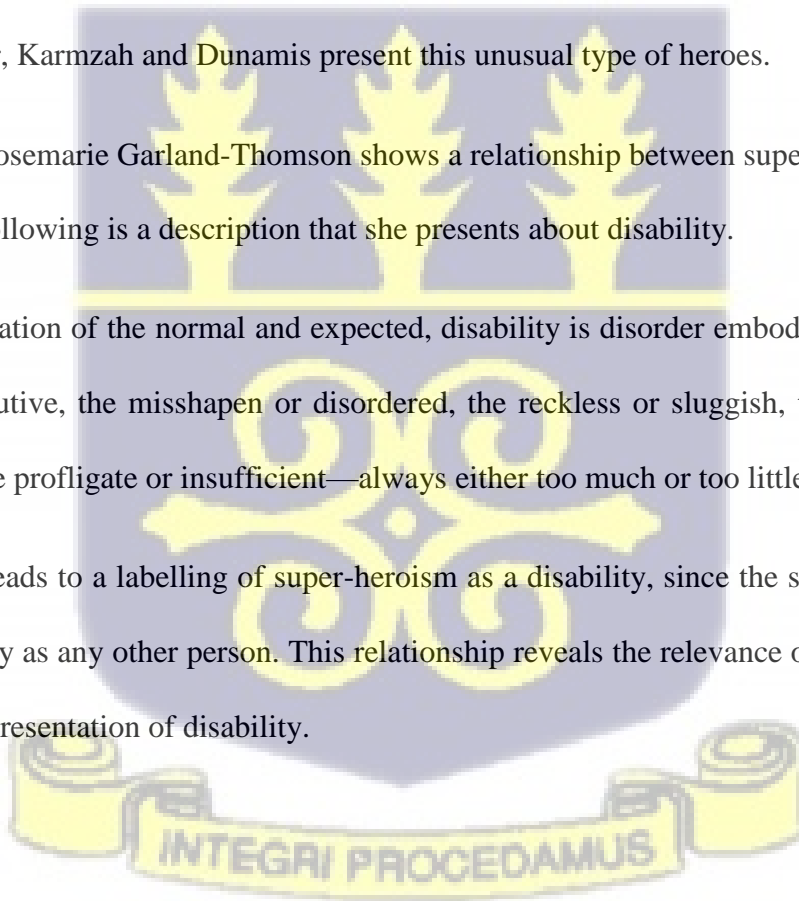 , Karmzah and Dunamis present this unusual type of heroes.
osemarie Garland-Thomson shows a relationship between supe
ollowing is a description that she presents about disability.
ation of the normal and expected, disability is disorder embod
utive, the misshapen or disordered, the reckless or sluggish, t
e profligate or insufficient—always either too much or too little
eads to a labelling of super-heroism as a disability, since the s
y as any other person. This relationship reveals the relevance o
presentation of disability.
INTEGRI PROCEDAMUS